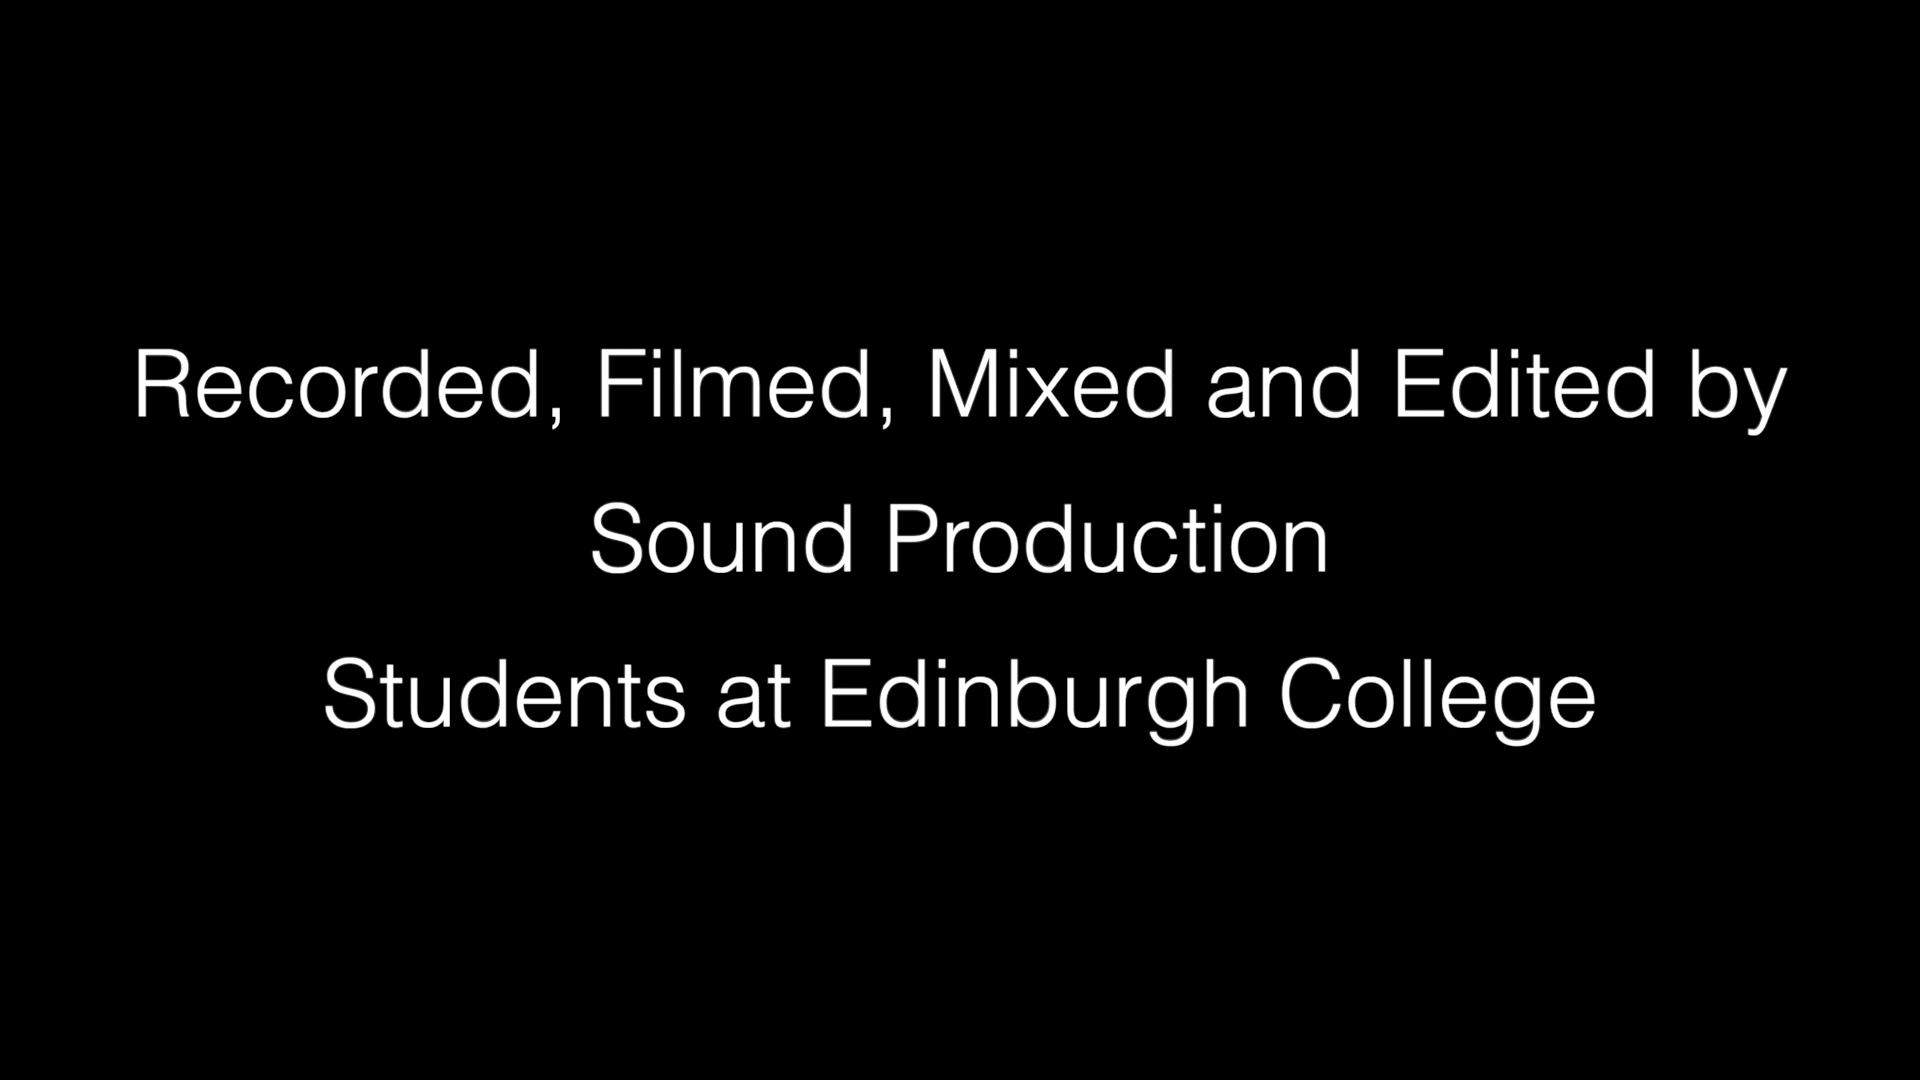 Recorded, Filmed, Mixed and Edited by
Sound Production
Students at Edinburgh College